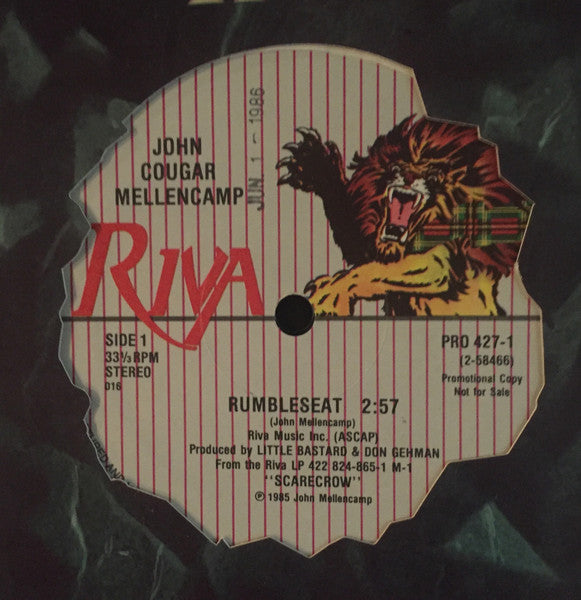 JOHN
COUGAR
MELLENCAMP
JUN. 1 - 1986
RIVA
SIDE 1
33⅓ RPM
STEREO
D16
PRO 427-1
(2-58466)
Promotional Copy
Not for Sale
RUMBLESEAT 2:57
(John Mellencamp)
Riva Music Inc. (ASCAP)
Produced by LITTLE BASTARD & DON GEHMAN
From the Riva LP 422 824-865-1 M-1
"SCARECROW"
℗ 1985 John Mellencamp